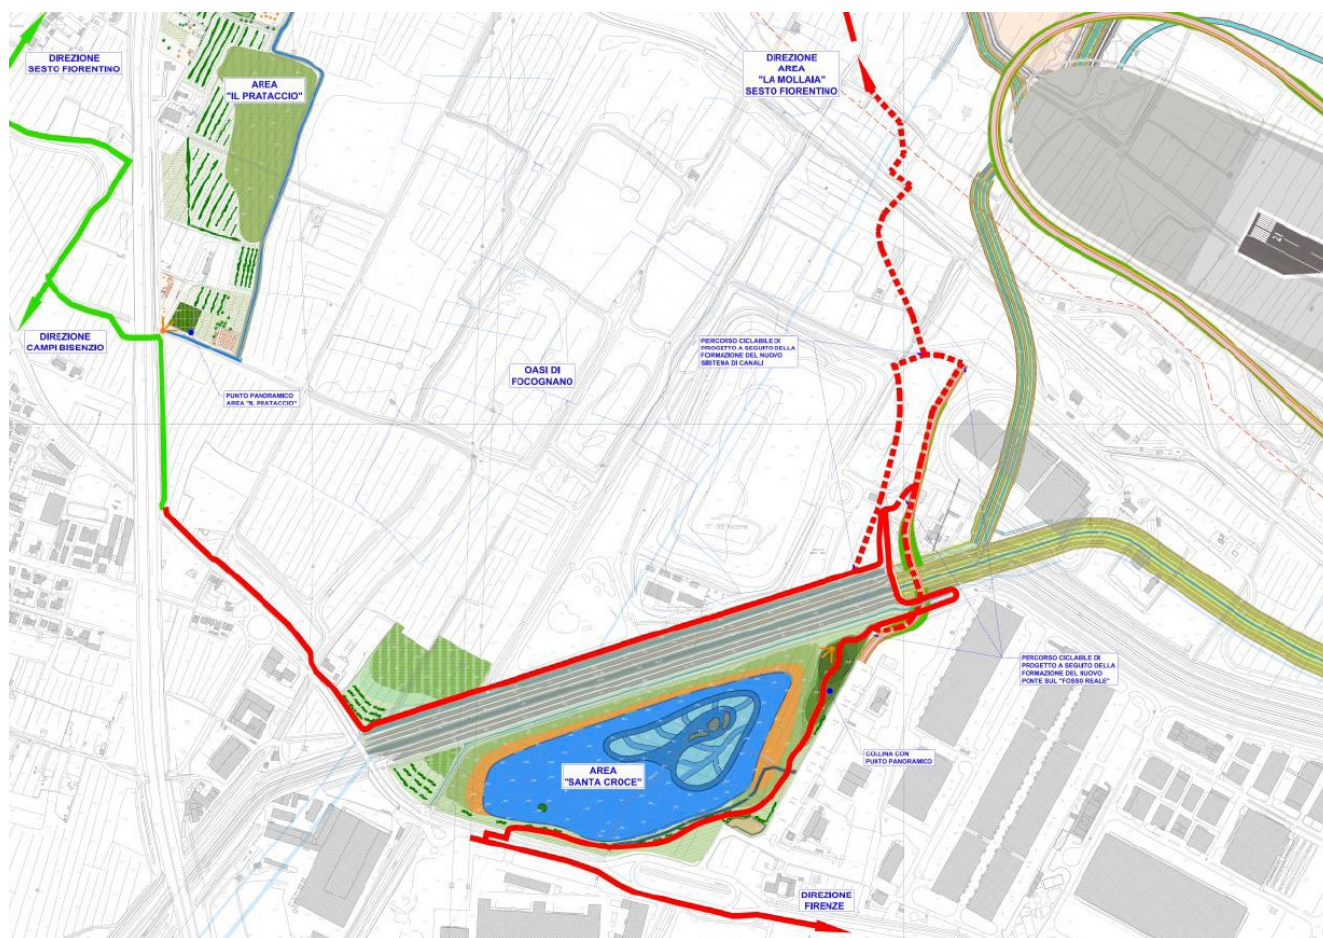 DIREZIONE
SESTO FIORENTINO
AREA
"IL PRATACCIO"
DIREZIONE
AREA
"LA MOLLAIA"
SESTO FIORENTINO
12
DIREZIONE
CAMPI BISENZIO
PUNTO PANORAMICO
AREA "IL PRATACCIO"
OASI DI
FOCOGNANO
PERCORSO CICLABILE DI
PROGETTO A SEGUITO DELLA
FORMAZIONE DEL NUOVO
SISTEMA DI CANALI
PERCORSO CICLABILE DI
PROGETTO A SEGUITO DELLA
FORMAZIONE DEL NUOVO
PONTE SUL "FOSSO REALE"
COLLINA CON
PUNTO PANORAMICO
AREA
"SANTA CROCE"
DIREZIONE
FIRENZE